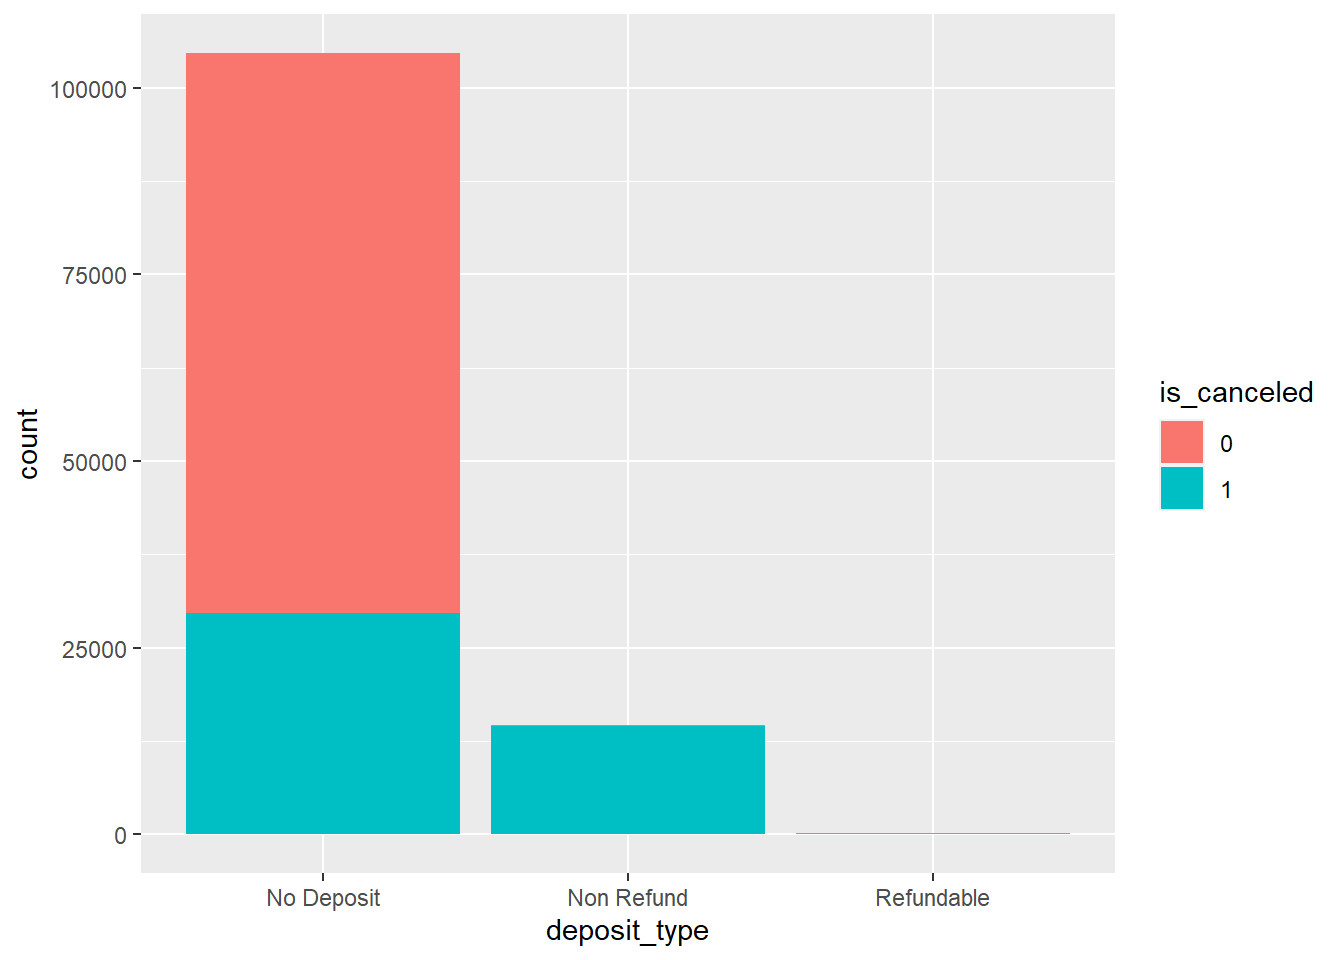 100000
75000
50000
25000
0
count
No Deposit
Non Refund
Refundable
deposit_type
is_canceled
0
1